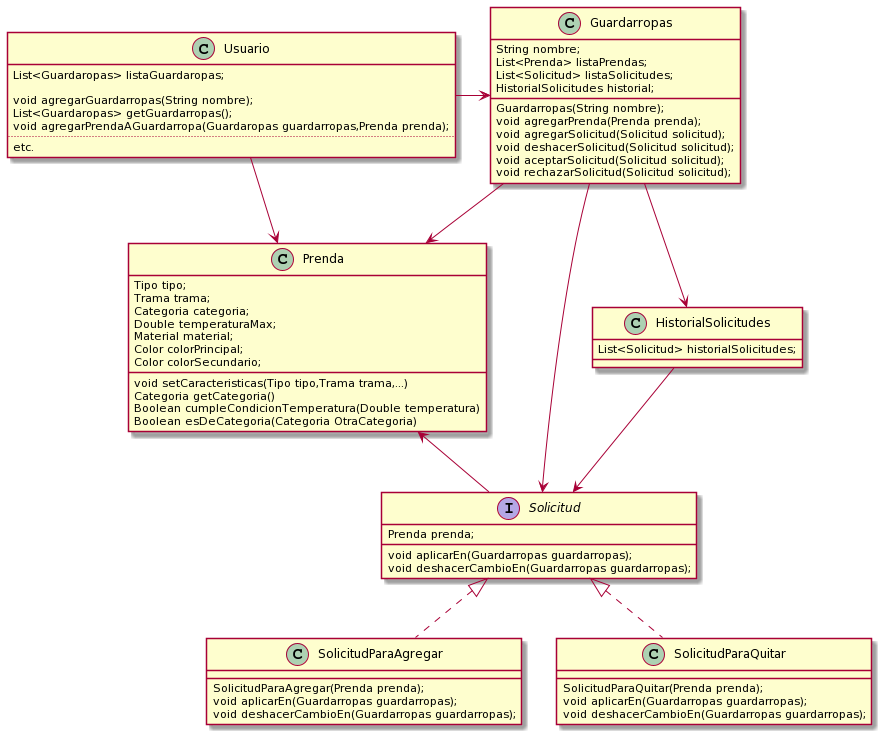 C Usuario
List<Guardaropas> listaGuardaropas;
void agregarGuardarropas(String nombre);
List<Guardaropas> getGuardarropas();
void agregarPrendaAGuardarropa(Guardaropas guardarropas,Prenda prenda);
etc.
C Guardarropas
String nombre;
List<Prenda> listaPrendas;
List<Solicitud> listaSolicitudes;
HistorialSolicitudes historial;
Guardarropas(String nombre);
void agregarPrenda(Prenda prenda);
void agregarSolicitud(Solicitud solicitud);
void deshacerSolicitud(Solicitud solicitud);
void aceptarSolicitud(Solicitud solicitud);
void rechazarSolicitud(Solicitud solicitud);
C Prenda
Tipo tipo;
Trama trama;
Categoria categoria;
Double temperaturaMax;
Material material;
Color colorPrincipal;
Color colorSecundario;
void setCaracteristicas(Tipo tipo,Trama trama,...)
Categoria getCategoria()
Boolean cumpleCondicionTemperatura(Double temperatura)
Boolean esDeCategoria(Categoria OtraCategoria)
C HistorialSolicitudes
List<Solicitud> historialSolicitudes;
I Solicitud
Prenda prenda;
void aplicarEn(Guardarropas guardarropas);
void deshacerCambioEn(Guardarropas guardarropas);
C SolicitudParaAgregar
SolicitudParaAgregar(Prenda prenda);
void aplicarEn(Guardarropas guardarropas);
void deshacerCambioEn(Guardarropas guardarropas);
C SolicitudParaQuitar
SolicitudParaQuitar(Prenda prenda);
void aplicarEn(Guardarropas guardarropas);
void deshacerCambioEn(Guardarropas guardarropas);